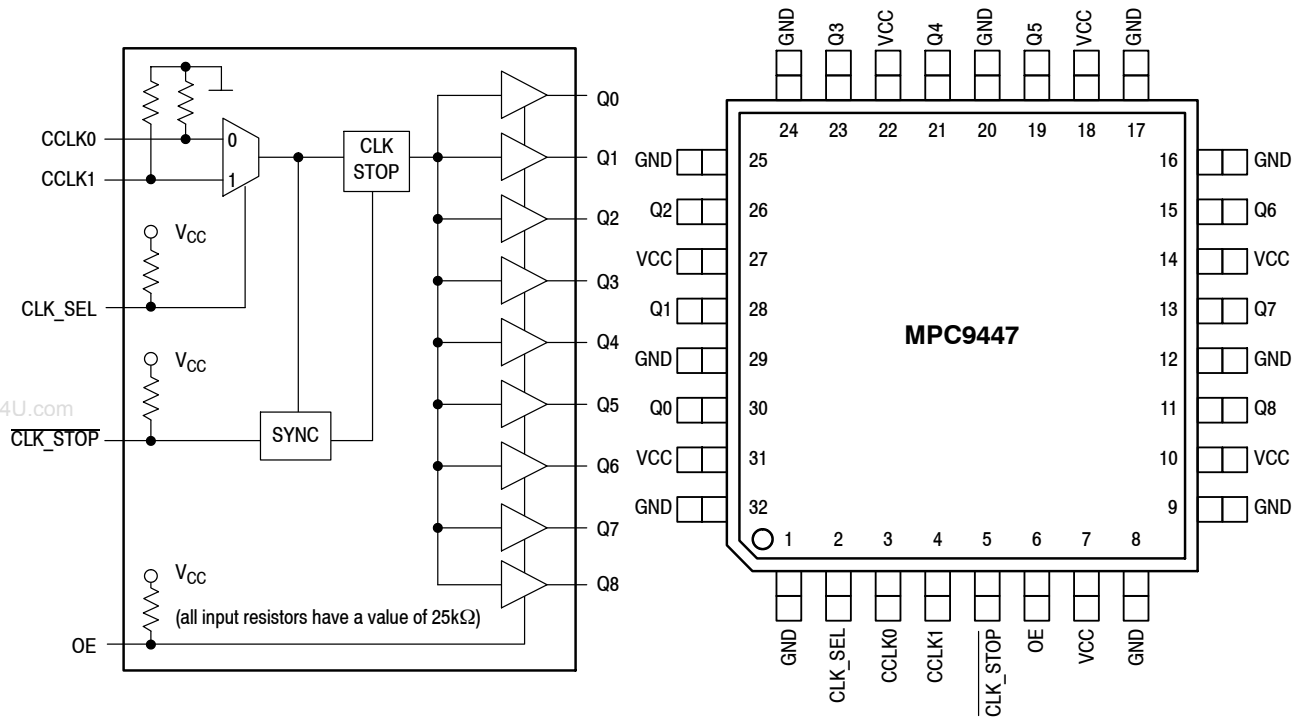 CCLK0
CCLK1
0
1
CLK
STOP
V_CC
CLK_SEL
V_CC
4U.com
CLK_STOP
SYNC
V_CC
(all input resistors have a value of 25kΩ)
OE
Q0
Q1
Q2
Q3
Q4
Q5
Q6
Q7
Q8
GND
Q3
VCC
Q4
GND
Q5
VCC
GND
24
23
22
21
20
19
18
17
GND 25
Q2 26
VCC 27
Q1 28
GND 29
Q0 30
VCC 31
GND 32
MPC9447
16 GND
15 Q6
14 VCC
13 Q7
12 GND
11 Q8
10 VCC
9 GND
1
2
3
4
5
6
7
8
GND
CLK_SEL
CCLK0
CCLK1
CLK_STOP
OE
VCC
GND